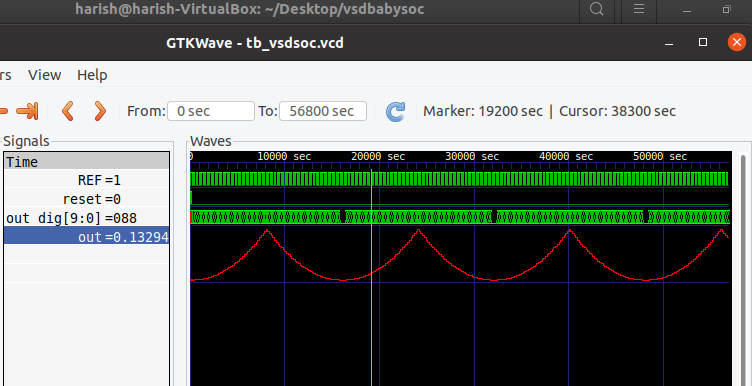 harish@harish-VirtualBox: ~/Desktop/vsdbabysoc
GTKWave - tb_vsdsoc.vcd
rs View Help
From: 0 sec To: 56800 sec Marker: 19200 sec | Cursor: 38300 sec
Signals Waves
Time
10000 sec 20000 sec 30000 sec 40000 sec 50000 sec
REF=1
reset=0
out dig[9:0]=088
out=0.13294